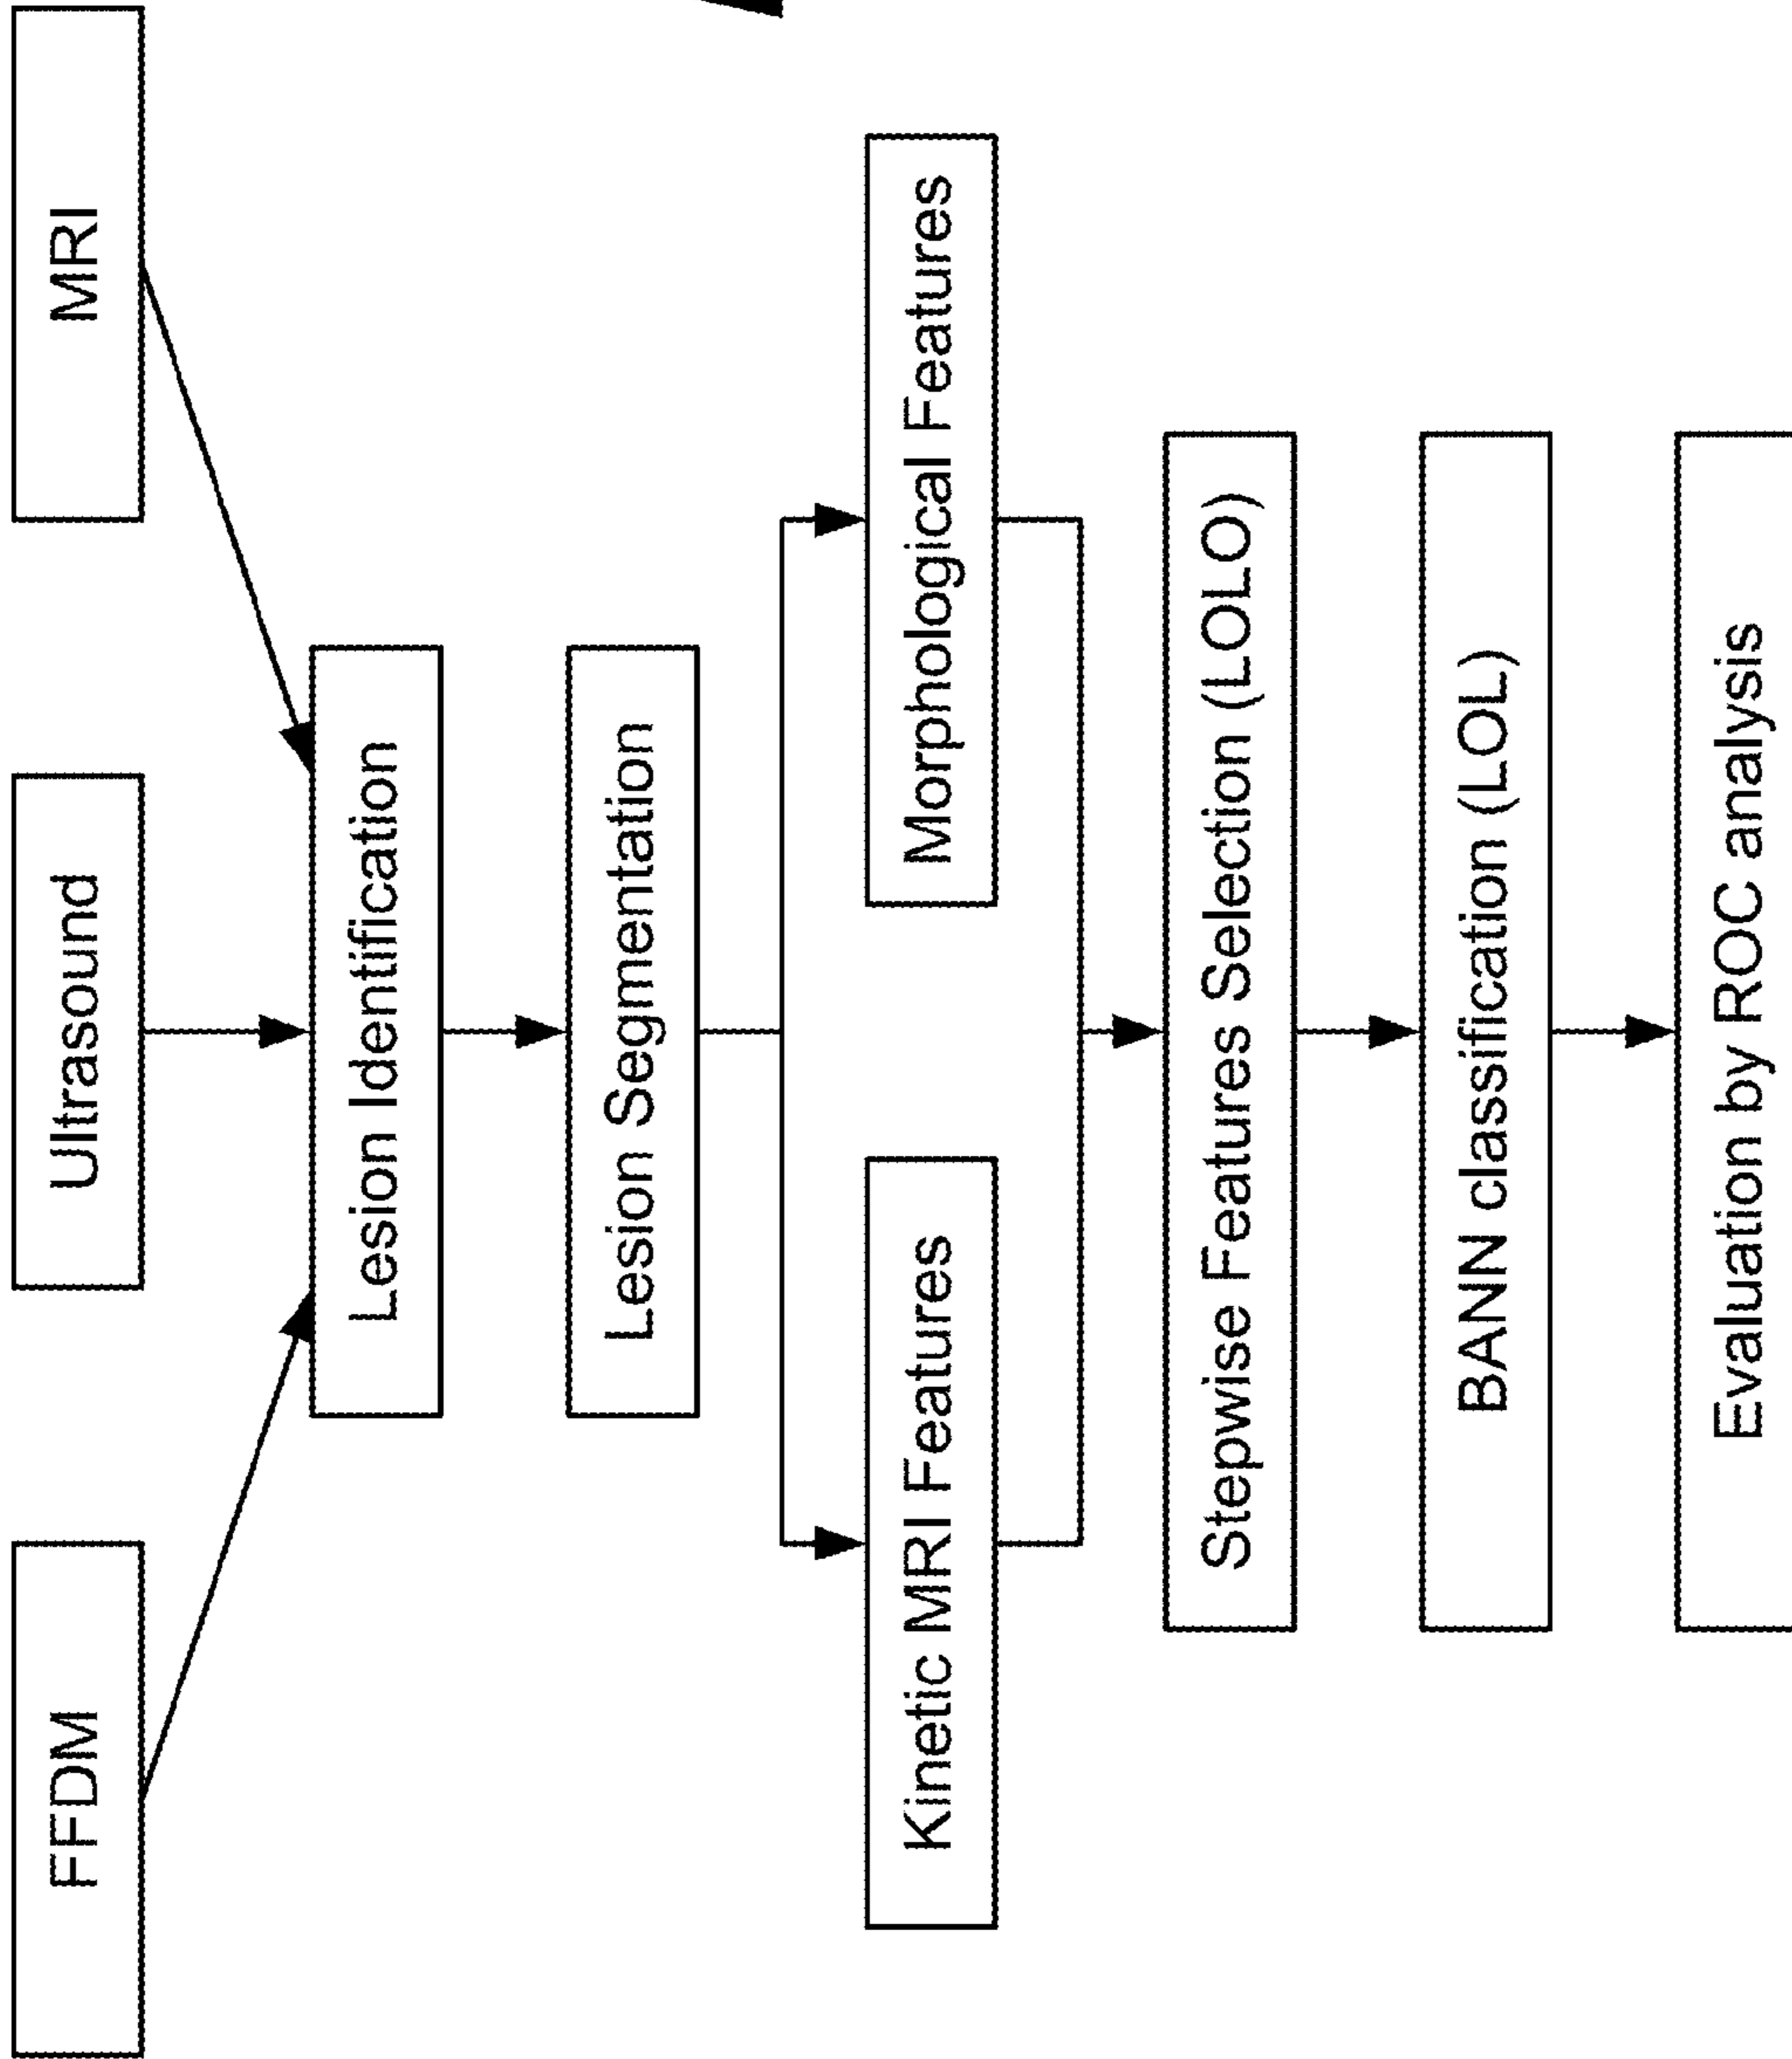 FFDM
Ultrasound
MRI
Lesion Identification
Lesion Segmentation
Kinetic MRI Features
Morphological Features
Stepwise Features Selection (LOLO)
BANN classification (LOL)
Evaluation by ROC analysis